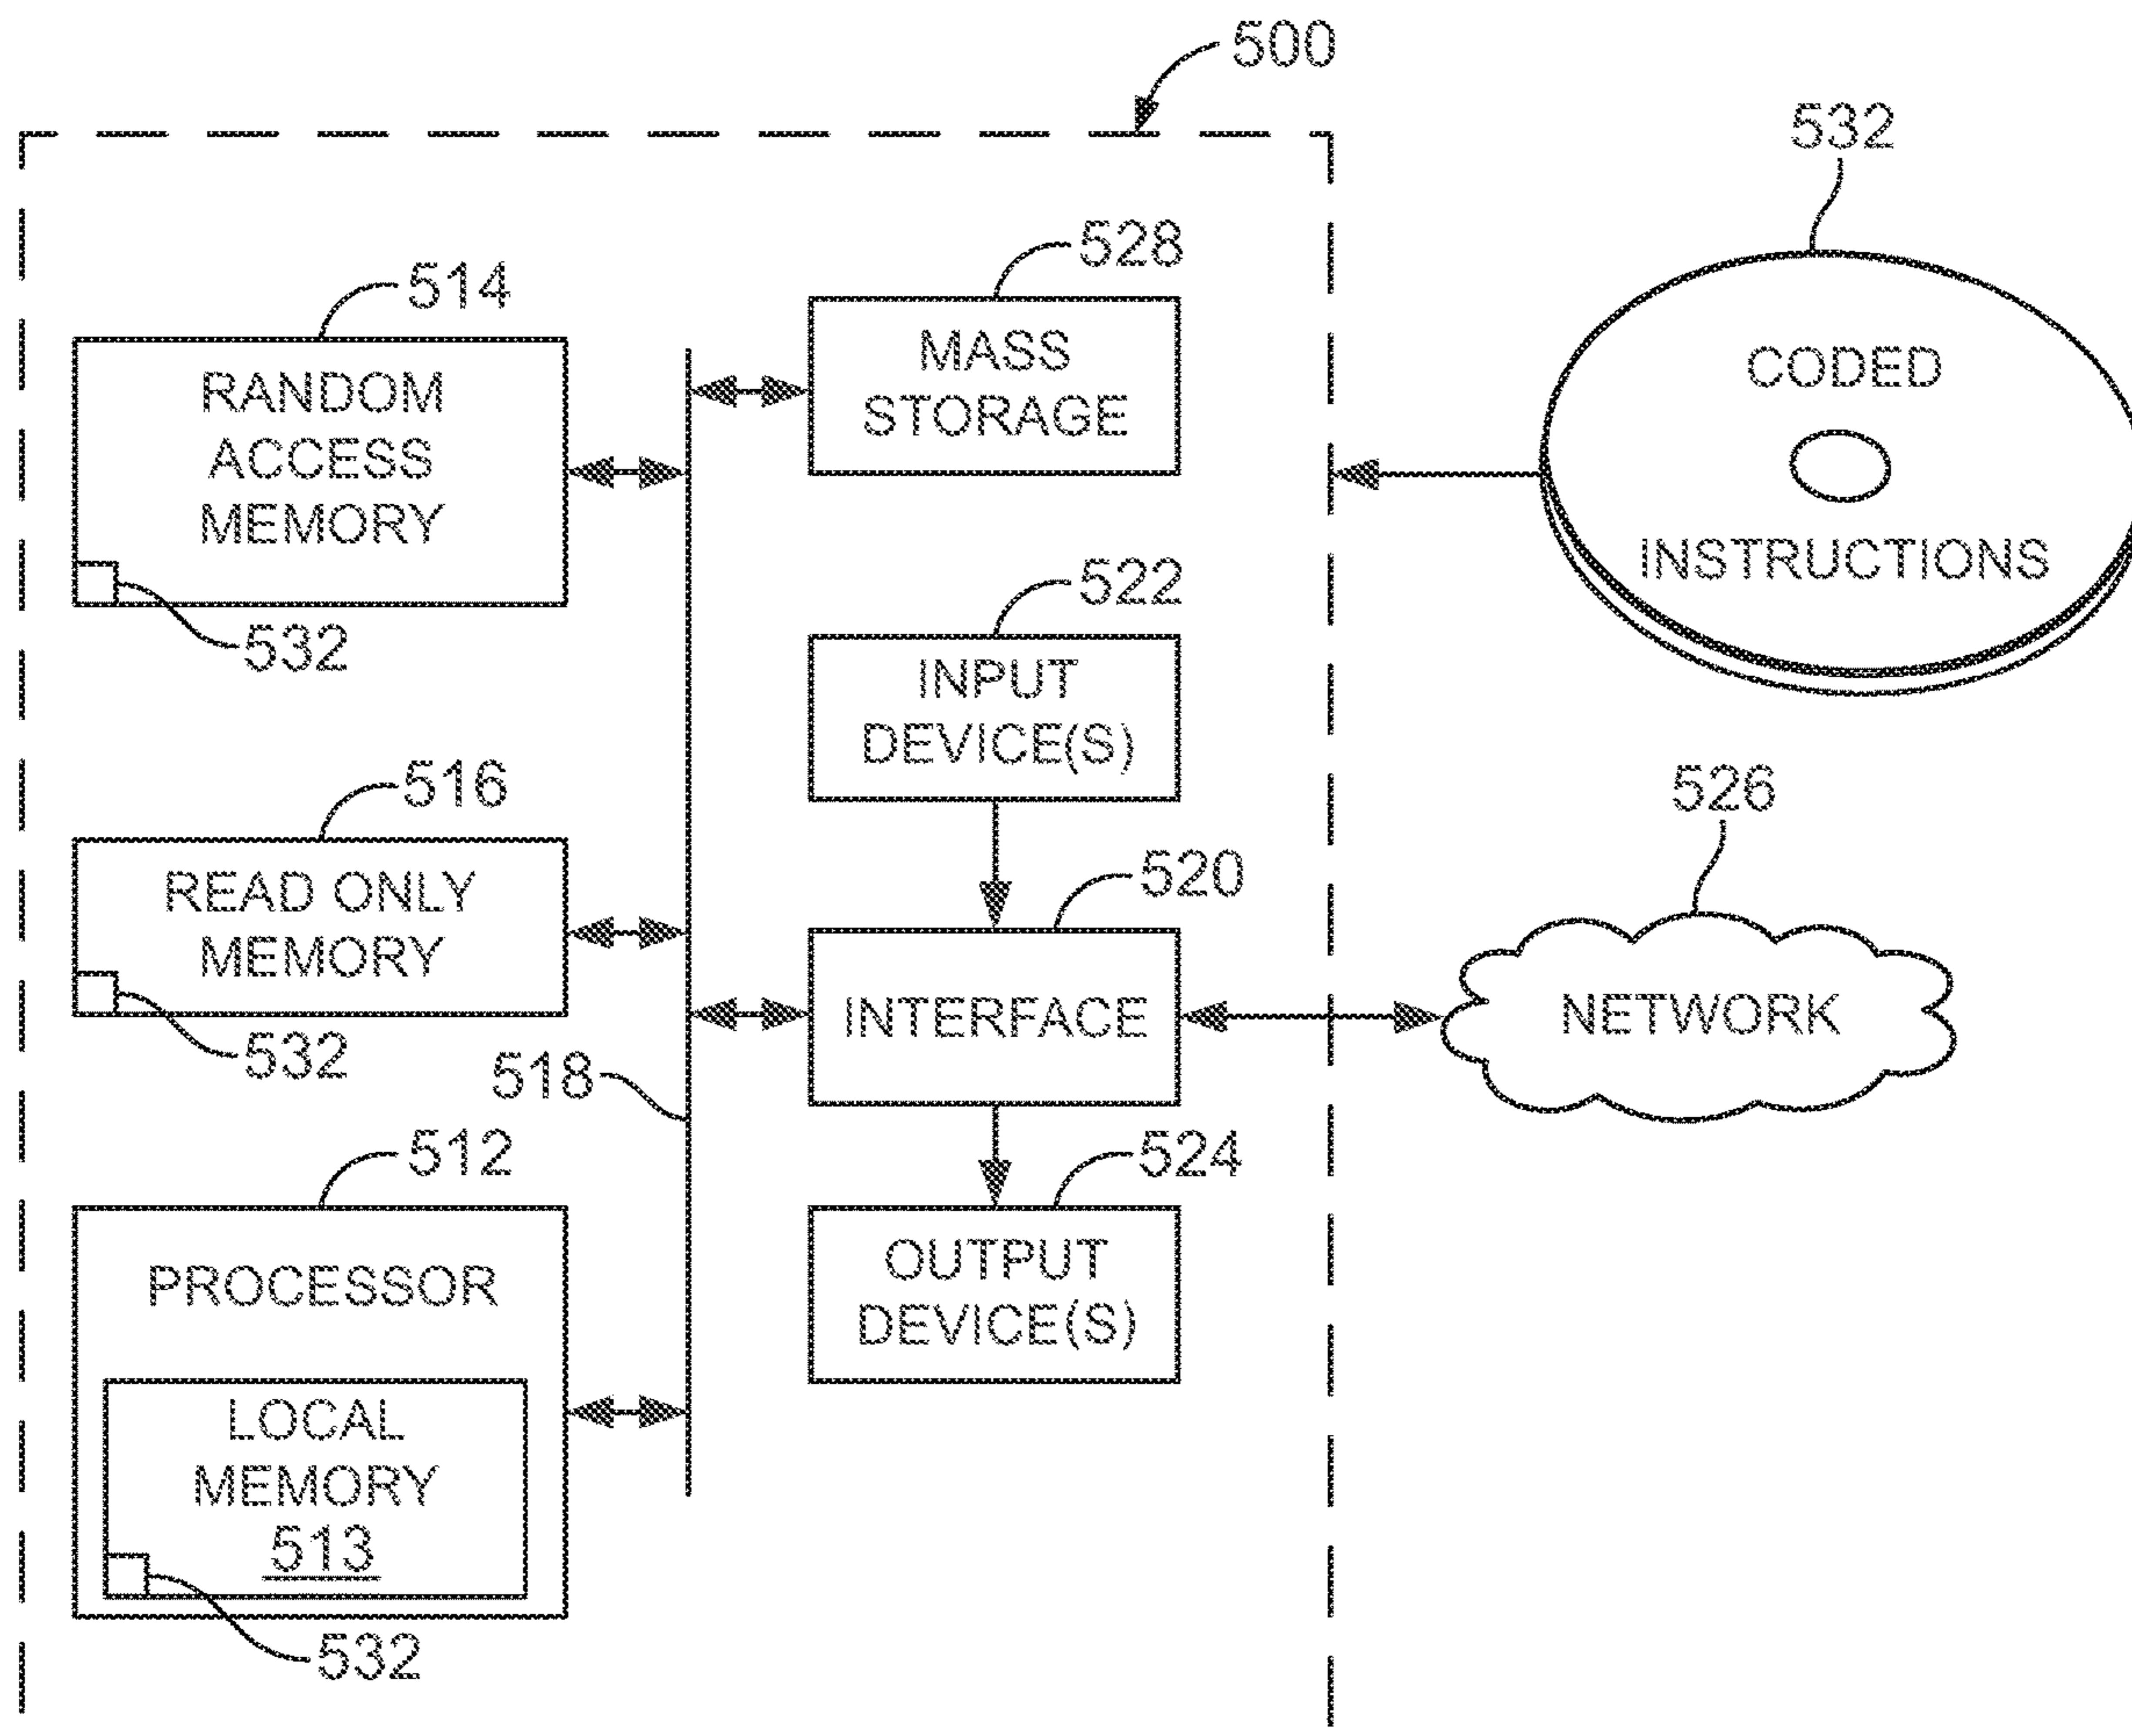 500
532
528
514
MASS
STORAGE
RANDOM
ACCESS
MEMORY
532
CODED
INSTRUCTIONS
522
INPUT
DEVICE(S)
516
READ ONLY
MEMORY
532
526
520
INTERFACE
NETWORK
518
512
524
PROCESSOR
OUTPUT
DEVICE(S)
LOCAL
MEMORY
513
532